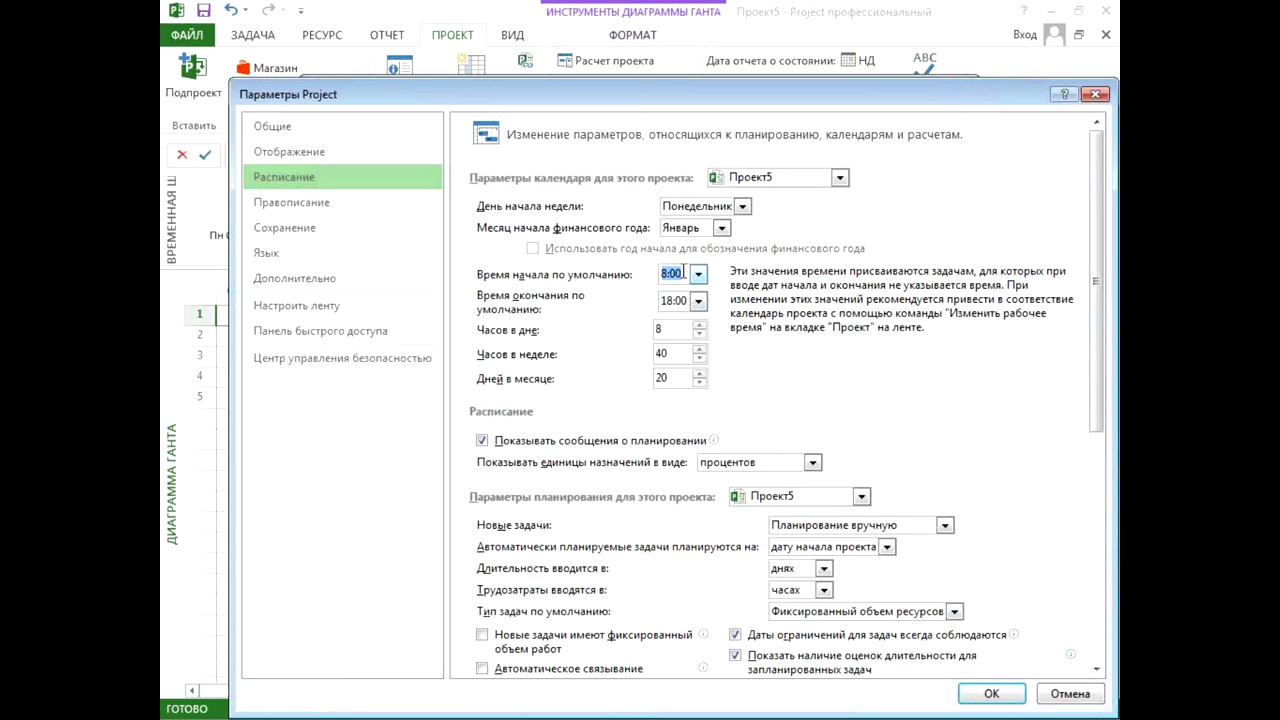 ИНСТРУМЕНТЫ ДИАГРАММЫ ГАНТА Проект5 - Project профессиональный
ФАЙЛ ЗАДАЧА РЕСУРС ОТЧЕТ ПРОЕКТ ВИД ФОРМАТ Вход
Магазин Расчет проекта Дата отчета о состоянии: НД ABC
Подпроект
Вставить
Параметры Project
Общие
Отображение
Расписание
Правописание
Сохранение
Язык
Дополнительно
Настроить ленту
Панель быстрого доступа
Центр управления безопасностью
Изменение параметров, относящихся к планированию, календарям и расчетам.
Параметры календаря для этого проекта: Проект5
День начала недели: Понедельник
Месяц начала финансового года: Январь
Использовать год начала для обозначения финансового года
Время начала по умолчанию: 8:00
Время окончания по
умолчанию: 18:00
Часов в дне: 8
Часов в неделе: 40
Дней в месяце: 20
Эти значения времени присваиваются задачам, для которых при
вводе дат начала и окончания не указывается время. При
изменении этих значений рекомендуется привести в соответствие
календарь проекта с помощью команды "Изменить рабочее
время" на вкладке "Проект" на ленте.
Расписание
Показывать сообщения о планировании
Показывать единицы назначений в виде: процентов
Параметры планирования для этого проекта: Проект5
Новые задачи: Планирование вручную
Автоматически планируемые задачи планируются на: дату начала проекта
Длительность вводится в: днях
Трудозатраты вводятся в: часах
Тип задач по умолчанию: Фиксированный объем ресурсов
Новые задачи имеют фиксированный
объем работ
Автоматическое связывание
Даты ограничений для задач всегда соблюдаются
Показать наличие оценок длительности для
запланированных задач
OK Отмена
ВРЕМЕННАЯ Ш
Пн
1
2
3
4
5
ДИАГРАММА ГАНТА
ГОТОВО